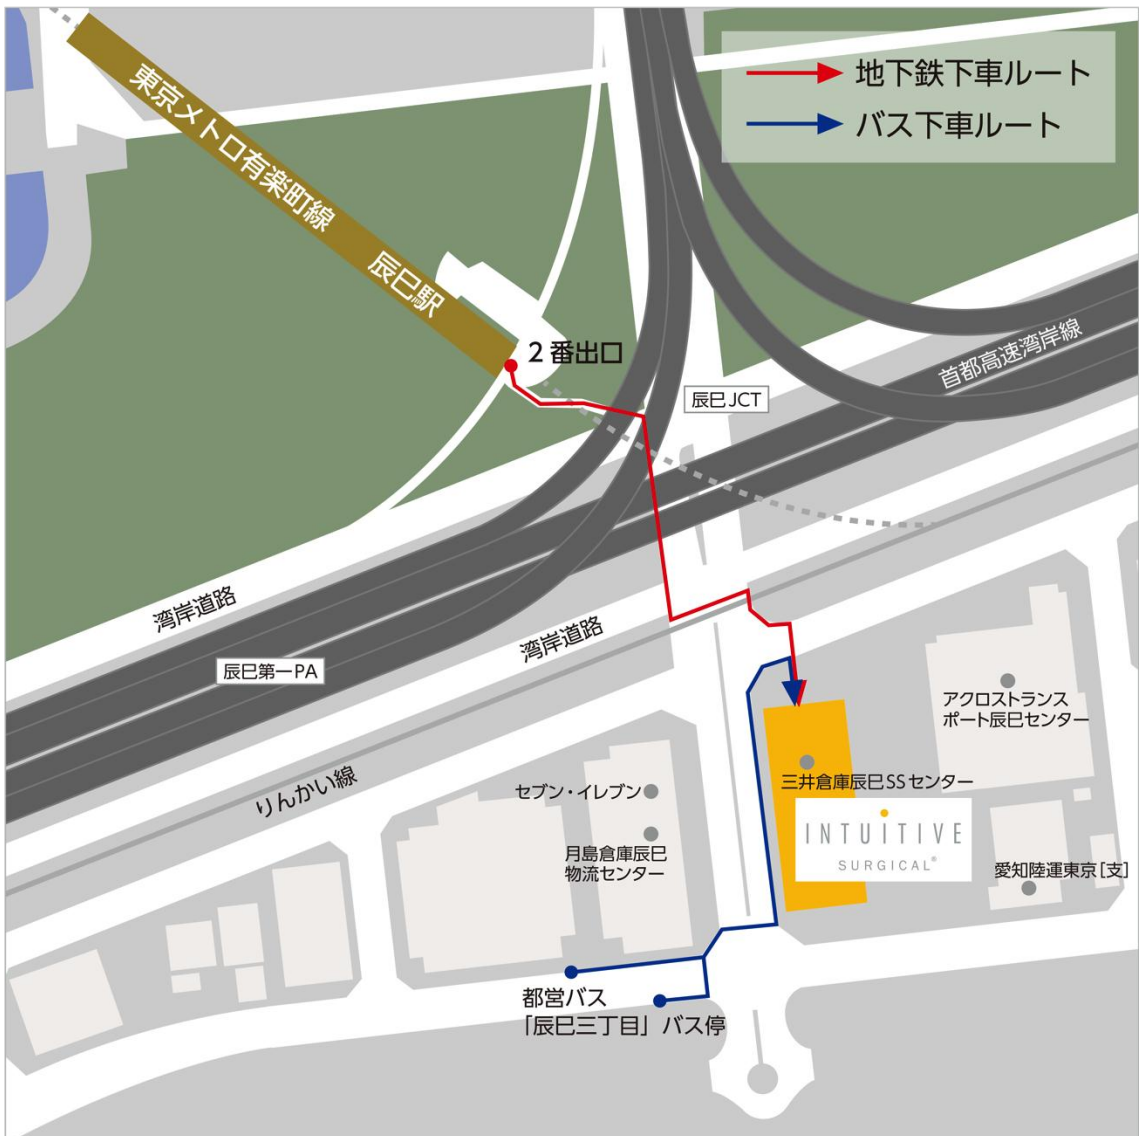 地下鉄下車ルート
バス下車ルート
東京メトロ有楽町線 辰巳駅
2番出口
辰巳JCT
首都高速湾岸線
湾岸道路
辰巳第一PA
湾岸道路
りんかい線
アクロストランス
ポート辰巳センター
三井倉庫辰巳SSセンター
INTUITIVE
SURGICAL®
セブン・イレブン
月島倉庫辰巳
物流センター
愛知陸運東京[支]
都営バス
「辰巳三丁目」バス停